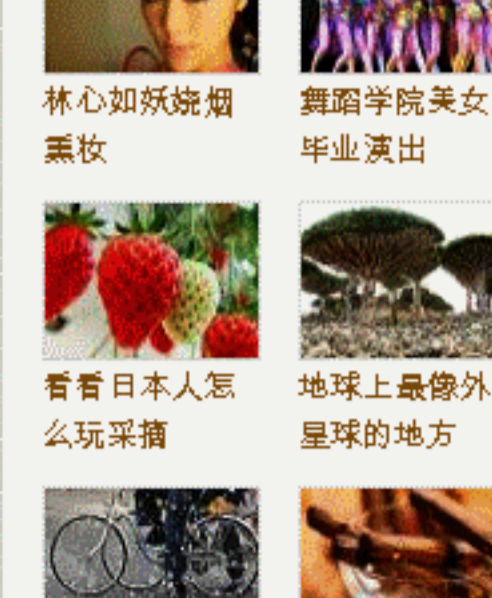 林心如妖娆烟
熏妆
舞蹈学院美女
毕业演出
看看日本人怎
么玩采摘
地球上最像外
星球的地方